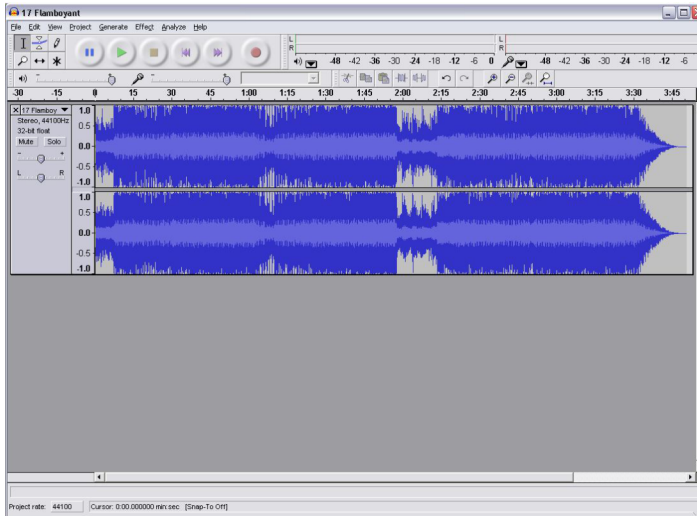 17 Flamboyant
File Edit View Project Generate Effect Analyze Help
L
R
-48 -42 -36 -30 -24 -18 -12 -6 0
L
R
-48 -42 -36 -30 -24 -18 -12 -6
-30 -15 0 15 30 45 1:00 1:15 1:30 1:45 2:00 2:15 2:30 2:45 3:00 3:15 3:30 3:45
X 17 Flamboy
Stereo, 44100Hz
32-bit float
Mute Solo
- +
L R
1.0
0.5
0.0
-0.5
-1.0
1.0
0.5
0.0
-0.5
-1.0
Project rate: 44100 Cursor: 0:00.000000 min:sec [Snap-To Off]